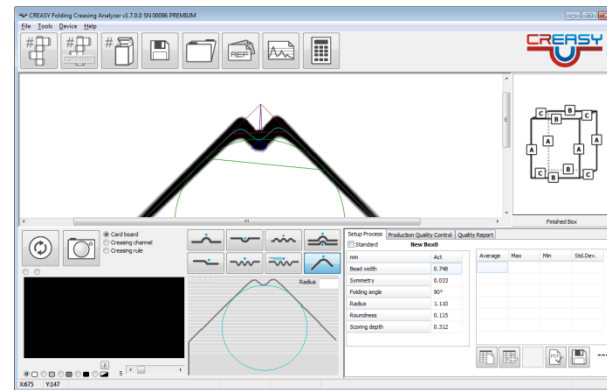 CREASY Folding Creasing Analyzer v1.7.0.0 SN 00096 PREMIUM
File Tools Device Help
# # # REF
CREASY
C B C B A A A C B C B
Finished Box
Card board
Creasing channel
Creasing rule
Radius
Setup Process Production Quality Control Quality Report
Standard New Box0
mm Act
Bead width 0.748
Symmetry 0.033
Folding angle 90°
Radius 1.110
Roundness 0.115
Scoring depth 0.312
Average Max Min Std.Dev.
PDF
---
S
X:675 Y:147